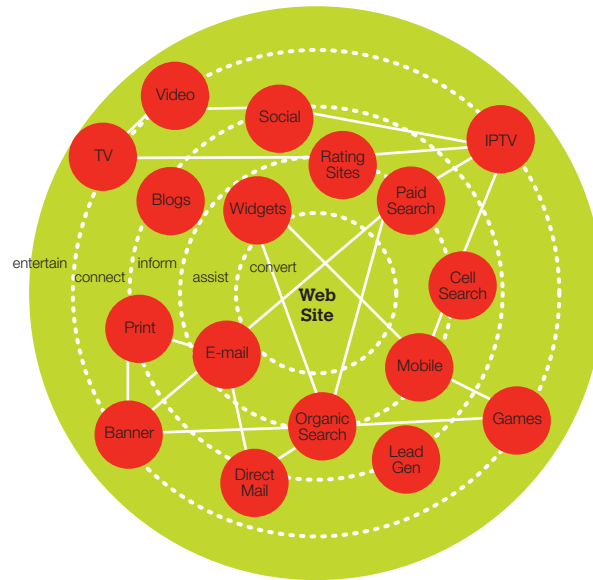 Video
Social
IPTV
TV
Rating
Sites
Blogs
Paid
Search
Widgets
entertain
connect
inform
assist
convert
Cell
Search
Web
Site
Print
E-mail
Mobile
Banner
Organic
Search
Games
Lead
Gen
Direct
Mail